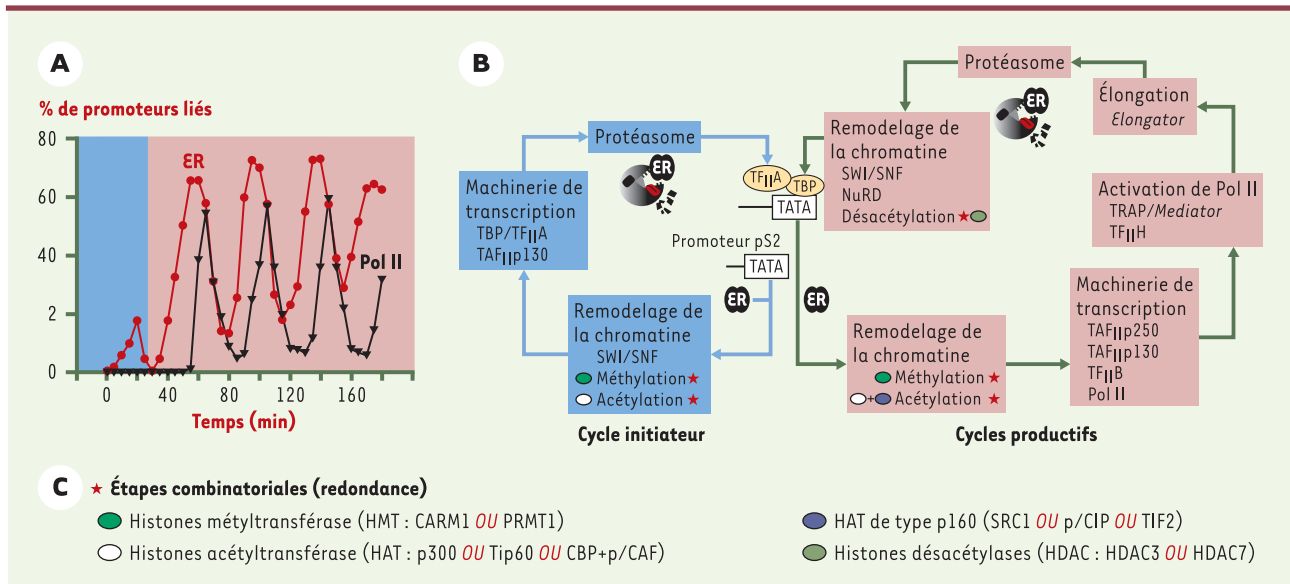 A
% de promoteurs liés
80
60
40
2
0
ƐR
Pol II
0
40
80
120
160
Temps (min)
B
Protéasome
ƐR
Machinerie de
transcription
TBP/TFIIA
TAFIIp130
Remodelage de
la chromatine
SWI/SNF
Méthylation ★
Acétylation ★
Cycle initiateur
TFIIA
TBP
TATA
Promoteur pS2
TATA
ƐR
ƐR
Protéasome
ƐR
Remodelage de
la chromatine
SWI/SNF
NuRD
Désacétylation ★
Élongation
Elongator
Activation de Pol II
TRAP/Mediator
TFIIH
Machinerie de
transcription
TAFIIp250
TAFIIp130
TFIIB
Pol II
Remodelage de
la chromatine
Méthylation ★
+ Acétylation ★
Cycles productifs
C
★ Étapes combinatoriales (redondance)
Histones métyltransférase (HMT : CARM1 OU PRMT1)
Histones acétyltransférase (HAT : p300 OU Tip60 OU CBP+p/CAF)
HAT de type p160 (SRC1 OU p/CIP OU TIF2)
Histones désacétylases (HDAC : HDAC3 OU HDAC7)